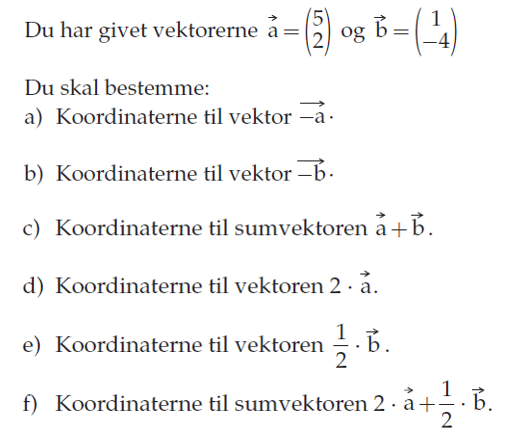 Du har givet vektorerne \(\vec{a} = \begin{pmatrix} 5 \\ 2 \end{pmatrix}\) og \(\vec{b} = \begin{pmatrix} 1 \\ -4 \end{pmatrix}\)
Du skal bestemme:
a) Koordinaterne til vektor \(\overrightarrow{-a}\).
b) Koordinaterne til vektor \(\overrightarrow{-b}\).
c) Koordinaterne til sumvektoren \(\vec{a} + \vec{b}\).
d) Koordinaterne til vektoren \(2 \cdot \vec{a}\).
e) Koordinaterne til vektoren \(\frac{1}{2} \cdot \vec{b}\).
f) Koordinaterne til sumvektoren \(2 \cdot \vec{a} + \frac{1}{2} \cdot \vec{b}\).